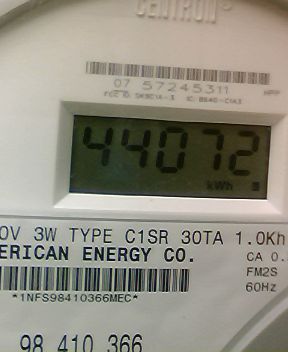 CENTRON
07 57245311
44072
kWh
0V 3W TYPE C1SR 30TA 1.0Kh
ERICAN ENERGY CO.
CA 0.
FM2S
60Hz
*1NFS98410366MEC*
98 410 366